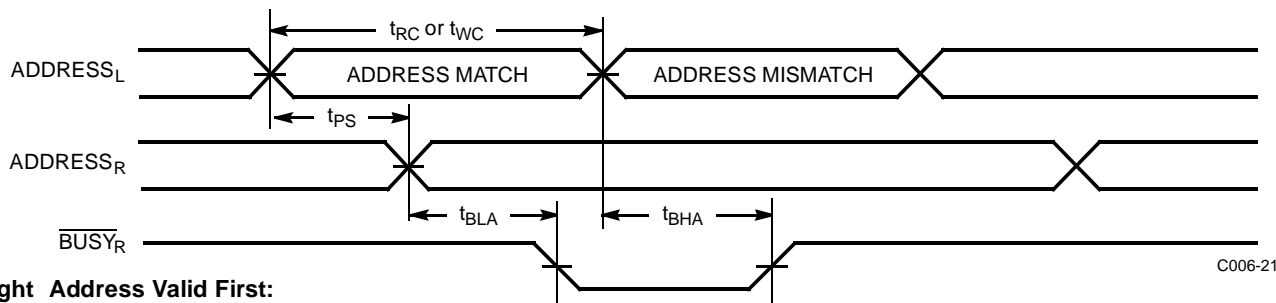 tRC or tWC
ADDRESSL ADDRESS MATCH ADDRESS MISMATCH
tPS
ADDRESSR
tBLA tBHA
BUSYR
C006-21
ght Address Valid First: